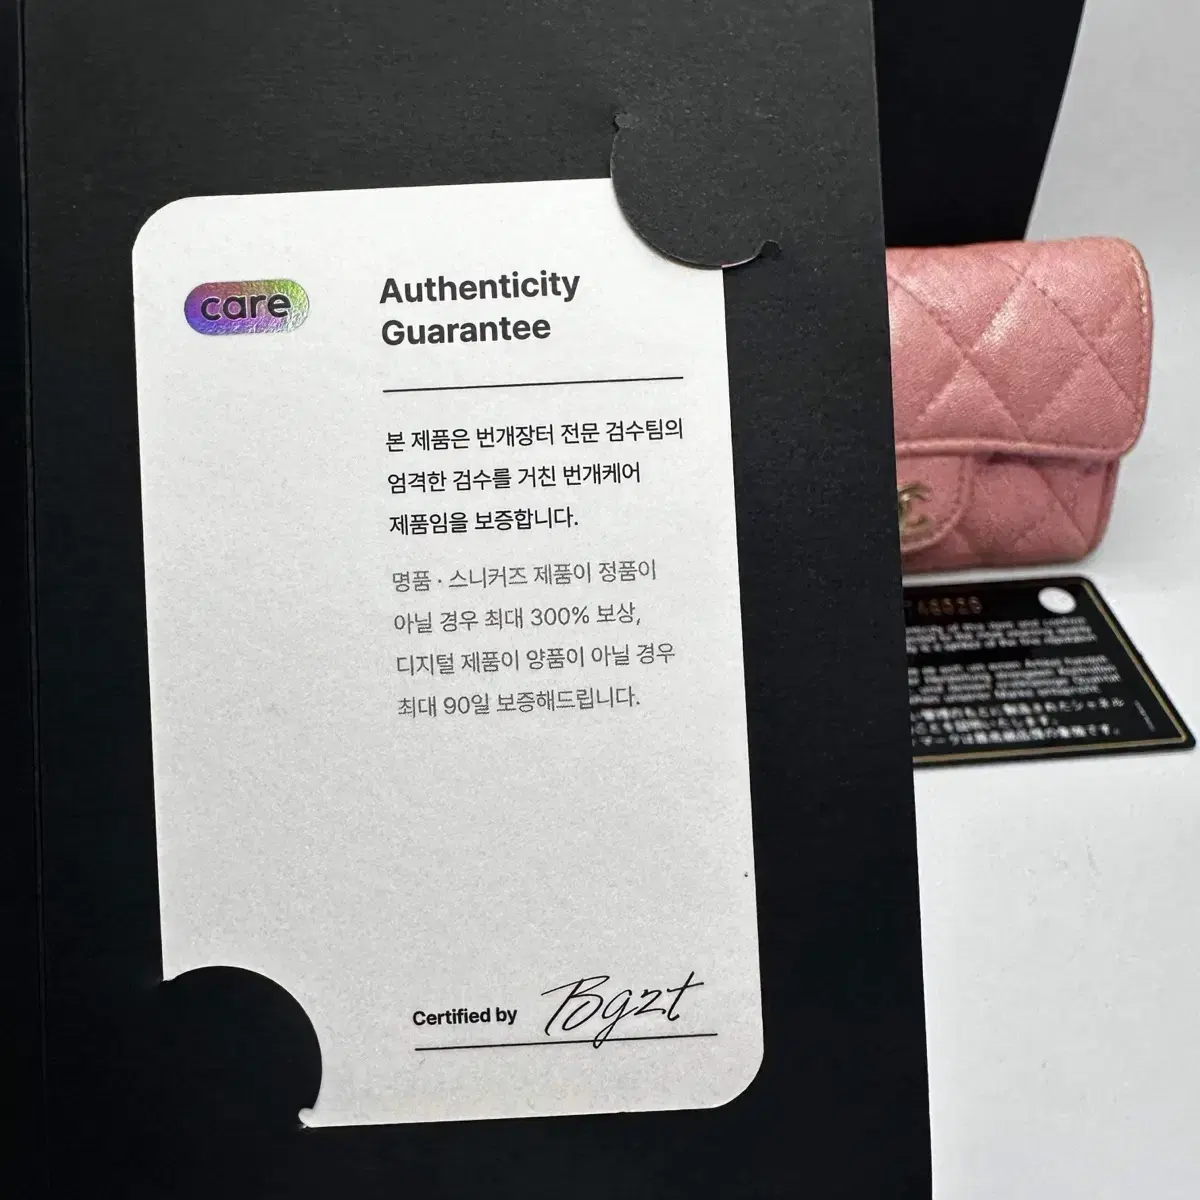 care
Authenticity
Guarantee
본 제품은 번개장터 전문 검수팀의
엄격한 검수를 거친 번개케어
제품임을 보증합니다.
명품 · 스니커즈 제품이 정품이
아닐 경우 최대 300% 보상,
디지털 제품이 양품이 아닐 경우
최대 90일 보증해드립니다.
Certified by Bgzt